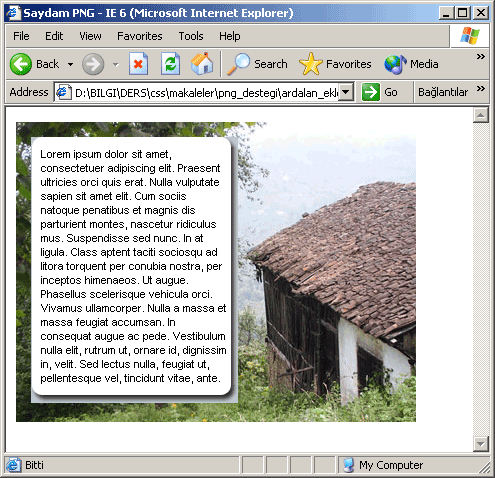 Saydam PNG - IE 6 (Microsoft Internet Explorer)
File Edit View Favorites Tools Help
Back Search Favorites Media
Address D:\BILGI\DERS\css\makaleler\png_destegi\ardalan_ekle Go Bağlantılar
Lorem ipsum dolor sit amet,
consectetuer adipiscing elit. Praesent
ultricies orci quis erat. Nulla vulputate
sapien sit amet elit. Cum sociis
natoque penatibus et magnis dis
parturient montes, nascetur ridiculus
mus. Suspendisse sed nunc. In at
ligula. Class aptent taciti sociosqu ad
litora torquent per conubia nostra, per
inceptos himenaeos. Ut augue.
Phasellus scelerisque vehicula orci.
Vivamus ullamcorper. Nulla a massa et
massa feugiat accumsan. In
consequat augue ac pede. Vestibulum
nulla elit, rutrum ut, ornare id, dignissim
in, velit. Sed lectus nulla, feugiat ut,
pellentesque vel, tincidunt vitae, ante.
Bitti My Computer